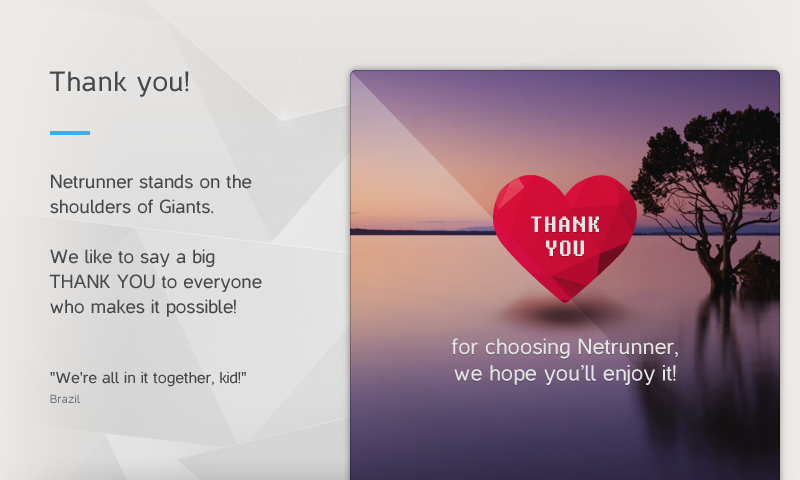 Thank you!
Netrunner stands on the
shoulders of Giants.
We like to say a big
THANK YOU to everyone
who makes it possible!
"We're all in it together, kid!"
Brazil
THANK
YOU
for choosing Netrunner,
we hope you’ll enjoy it!